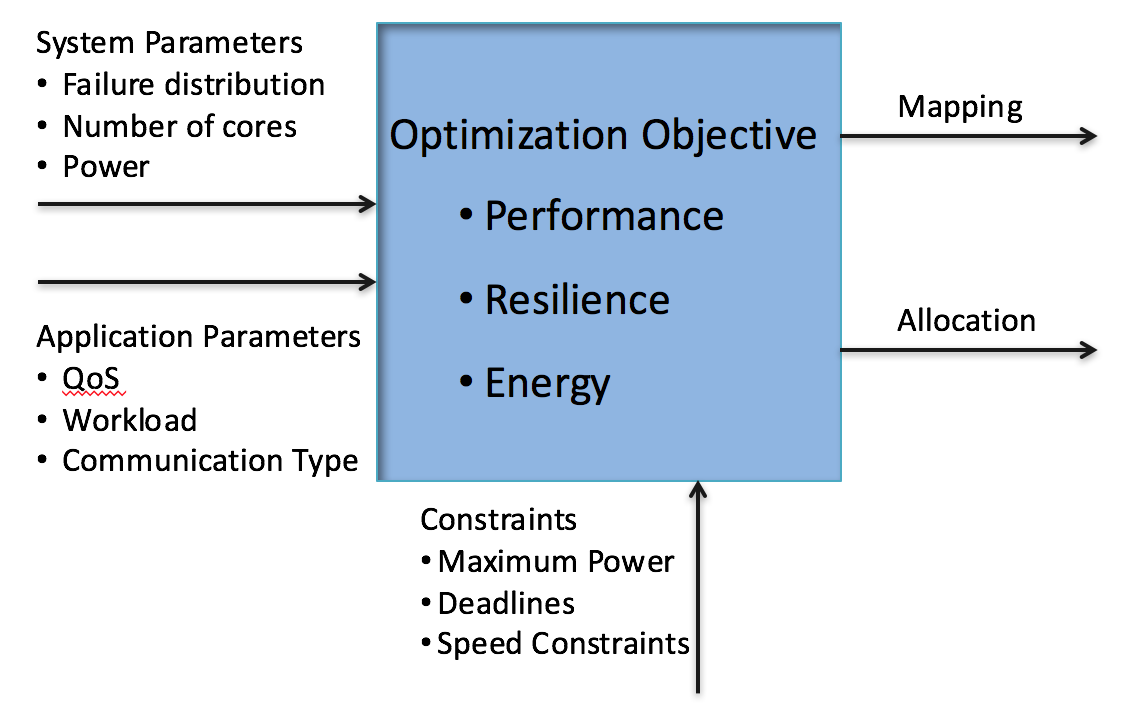 System Parameters
• Failure distribution
• Number of cores
• Power
Application Parameters
• QoS
• Workload
• Communication Type
Optimization Objective
• Performance
• Resilience
• Energy
Constraints
• Maximum Power
• Deadlines
• Speed Constraints
Mapping
Allocation